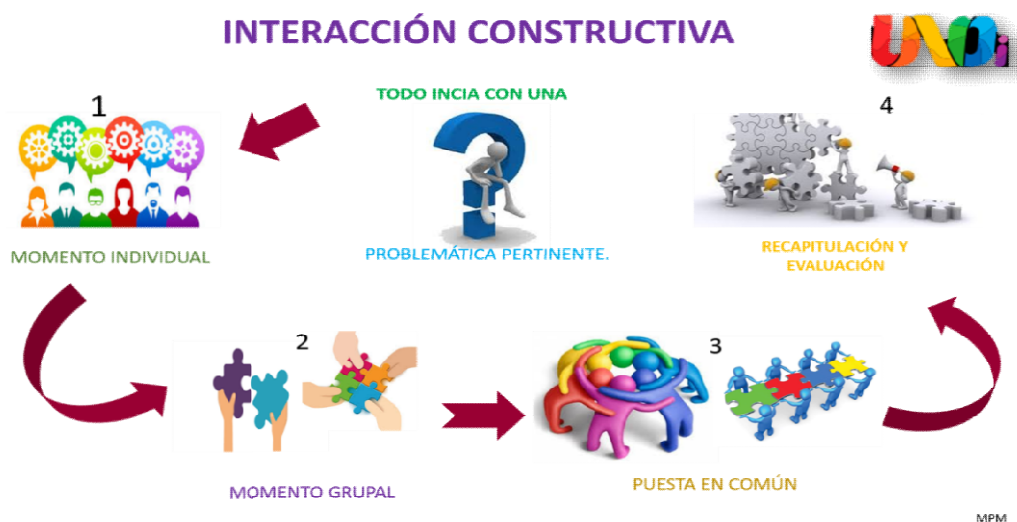 INTERACCIÓN CONSTRUCTIVA
UNOi
TODO INCIA CON UNA
PROBLEMÁTICA PERTINENTE.
1
MOMENTO INDIVIDUAL
2
MOMENTO GRUPAL
3
PUESTA EN COMÚN
4
RECAPITULACIÓN Y
EVALUACIÓN
MPM